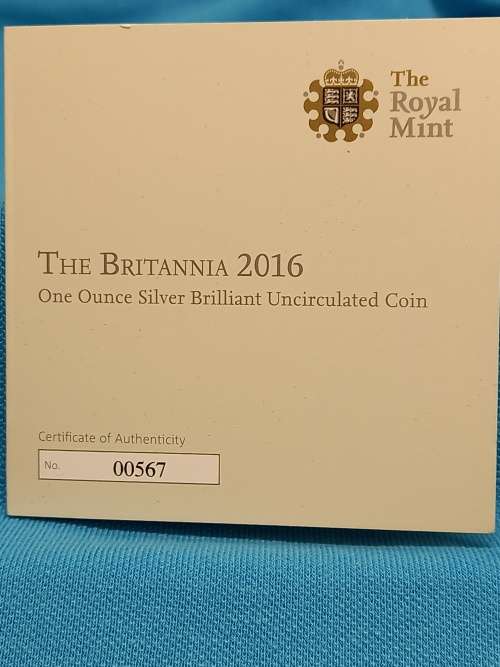 The
Royal
Mint
THE BRITANNIA 2016
One Ounce Silver Brilliant Uncirculated Coin
Certificate of Authenticity
No. 00567